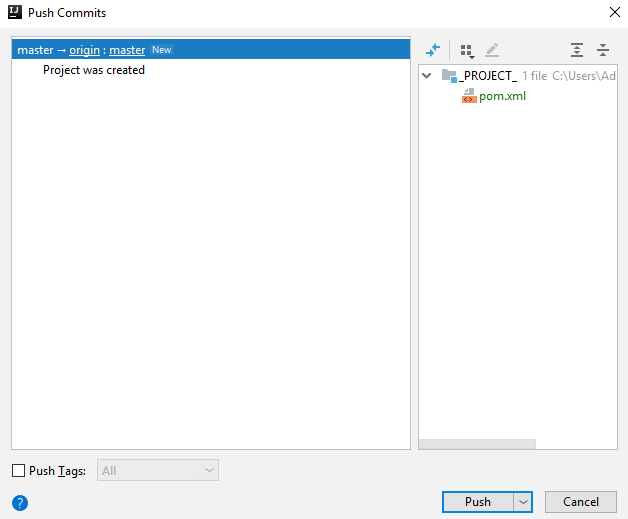 Push Commits
master → origin : master New
Project was created
_PROJECT_ 1 file C:\Users\Ad
pom.xml
Push Tags: All
Push Cancel